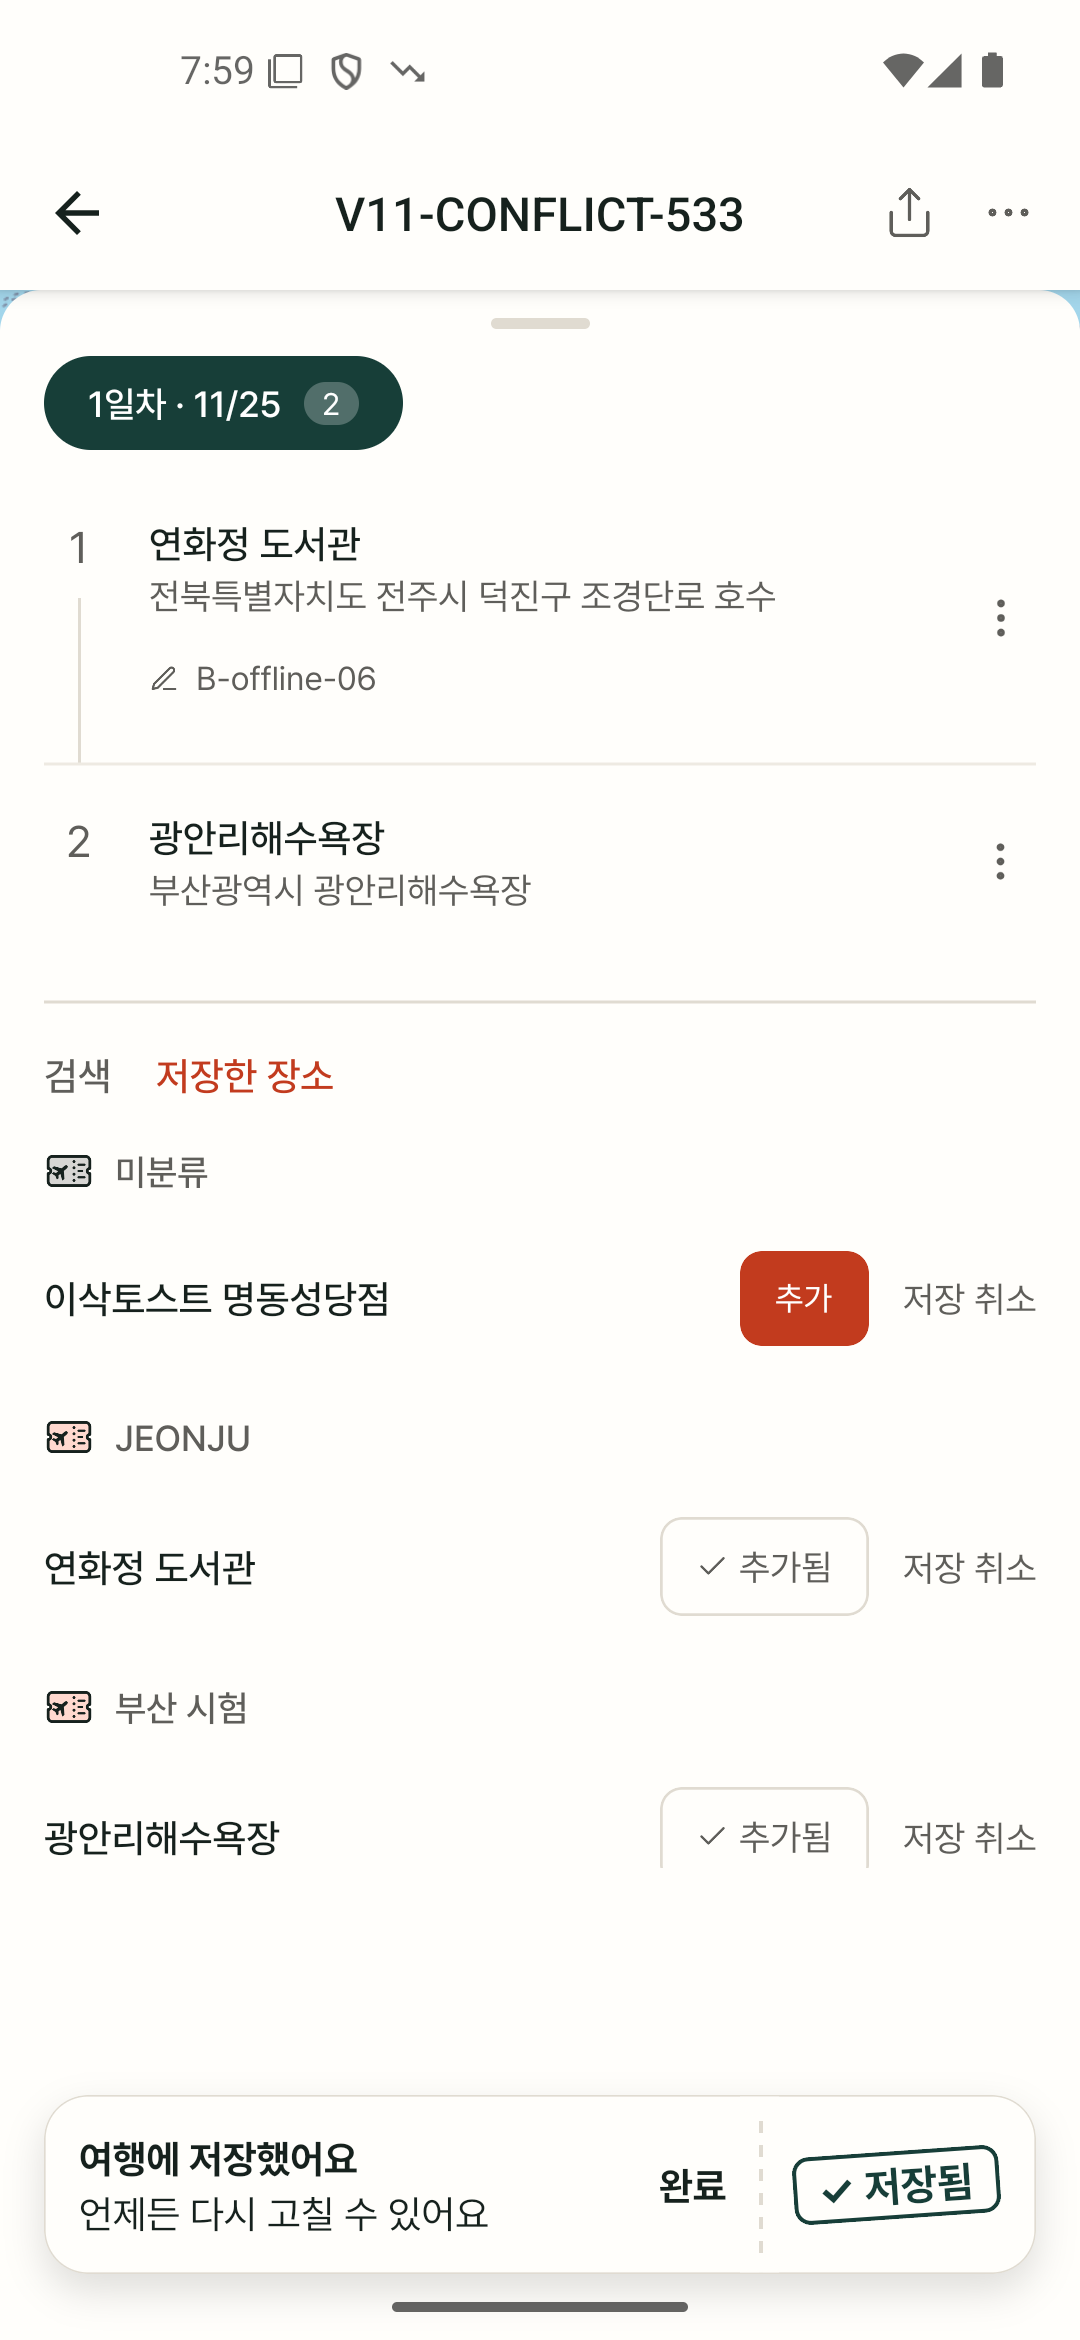 7:59
V11-CONFLICT-533
1일차 · 11/25 2
1 연화정 도서관
전북특별자치도 전주시 덕진구 조경단로 호수
B-offline-06
2 광안리해수욕장
부산광역시 광안리해수욕장
검색 저장한 장소
미분류
이삭토스트 명동성당점 추가 저장 취소
JEONJU
연화정 도서관 추가됨 저장 취소
부산 시험
광안리해수욕장 추가됨 저장 취소
여행에 저장했어요
언제든 다시 고칠 수 있어요
완료
저장됨